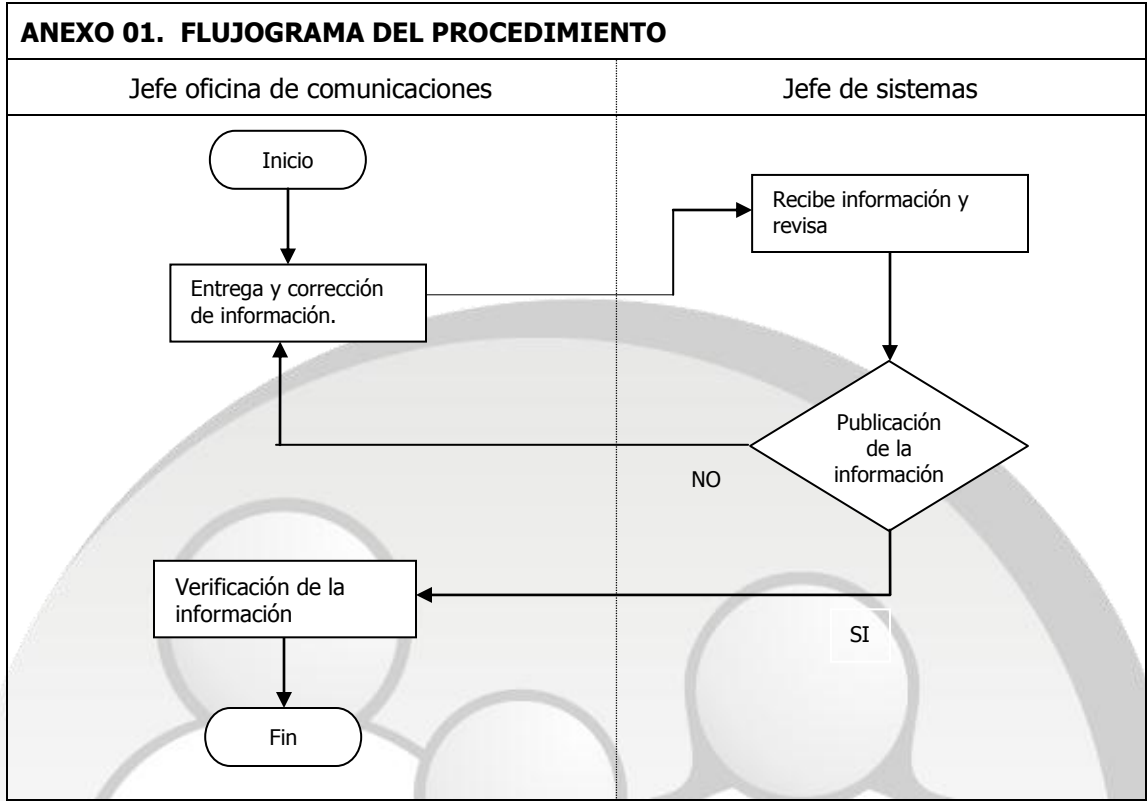 ANEXO 01.  FLUJOGRAMA DEL PROCEDIMIENTO
Jefe oficina de comunicaciones
Jefe de sistemas
Inicio
Recibe información y
revisa
Entrega y corrección
de información.
Publicación
de la
información
NO
Verificación de la
información
SI
Fin